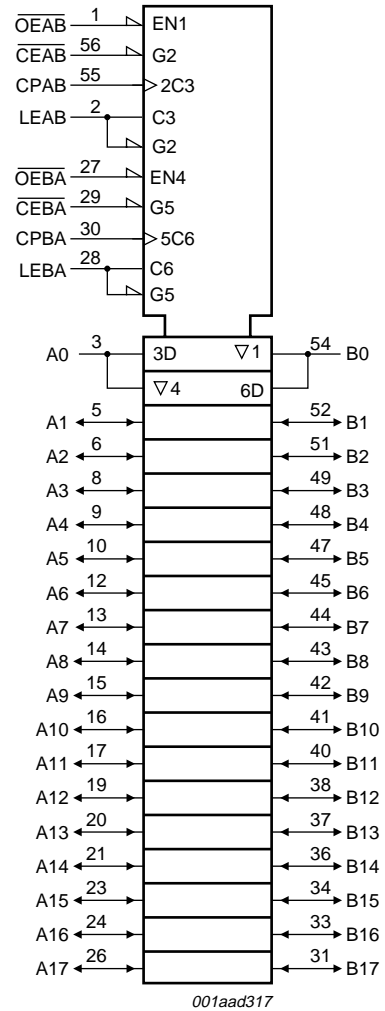 OEAB 1 EN1
CEAB 56 G2
CPAB 55 2C3
LEAB 2 C3
G2
OEBA 27 EN4
CEBA 29 G5
CPBA 30 5C6
LEBA 28 C6
G5
A0 3 3D ▽1 54 B0
▽4 6D
A1 5 52 B1
A2 6 51 B2
A3 8 49 B3
A4 9 48 B4
A5 10 47 B5
A6 12 45 B6
A7 13 44 B7
A8 14 43 B8
A9 15 42 B9
A10 16 41 B10
A11 17 40 B11
A12 19 38 B12
A13 20 37 B13
A14 21 36 B14
A15 23 34 B15
A16 24 33 B16
A17 26 31 B17
001aad317